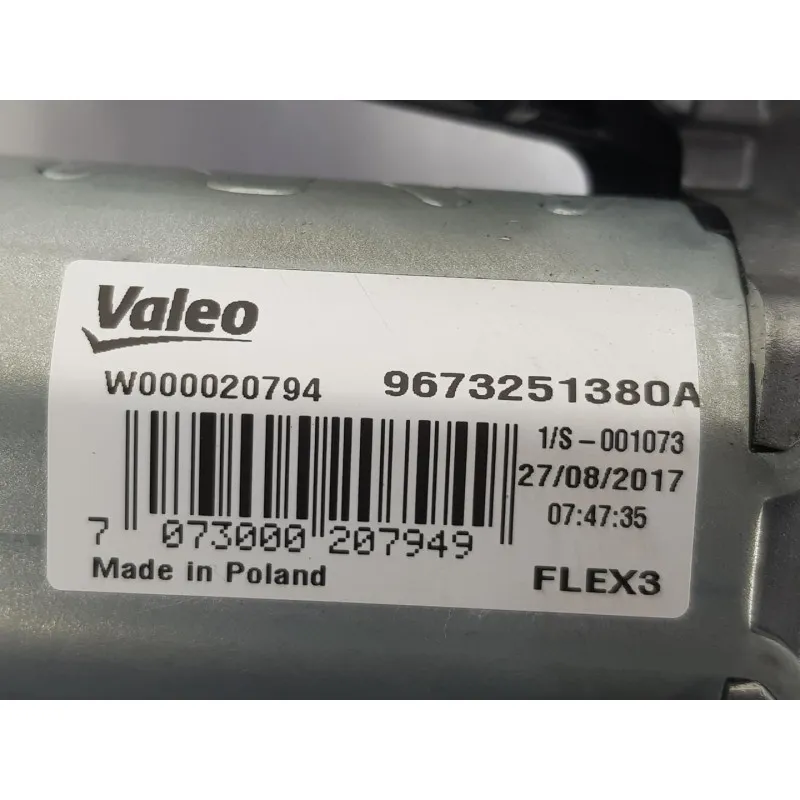 Valeo
W000020794 9673251380A
1/S-001073
27/08/2017
07:47:35
7 073000 207949
Made in Poland FLEX3